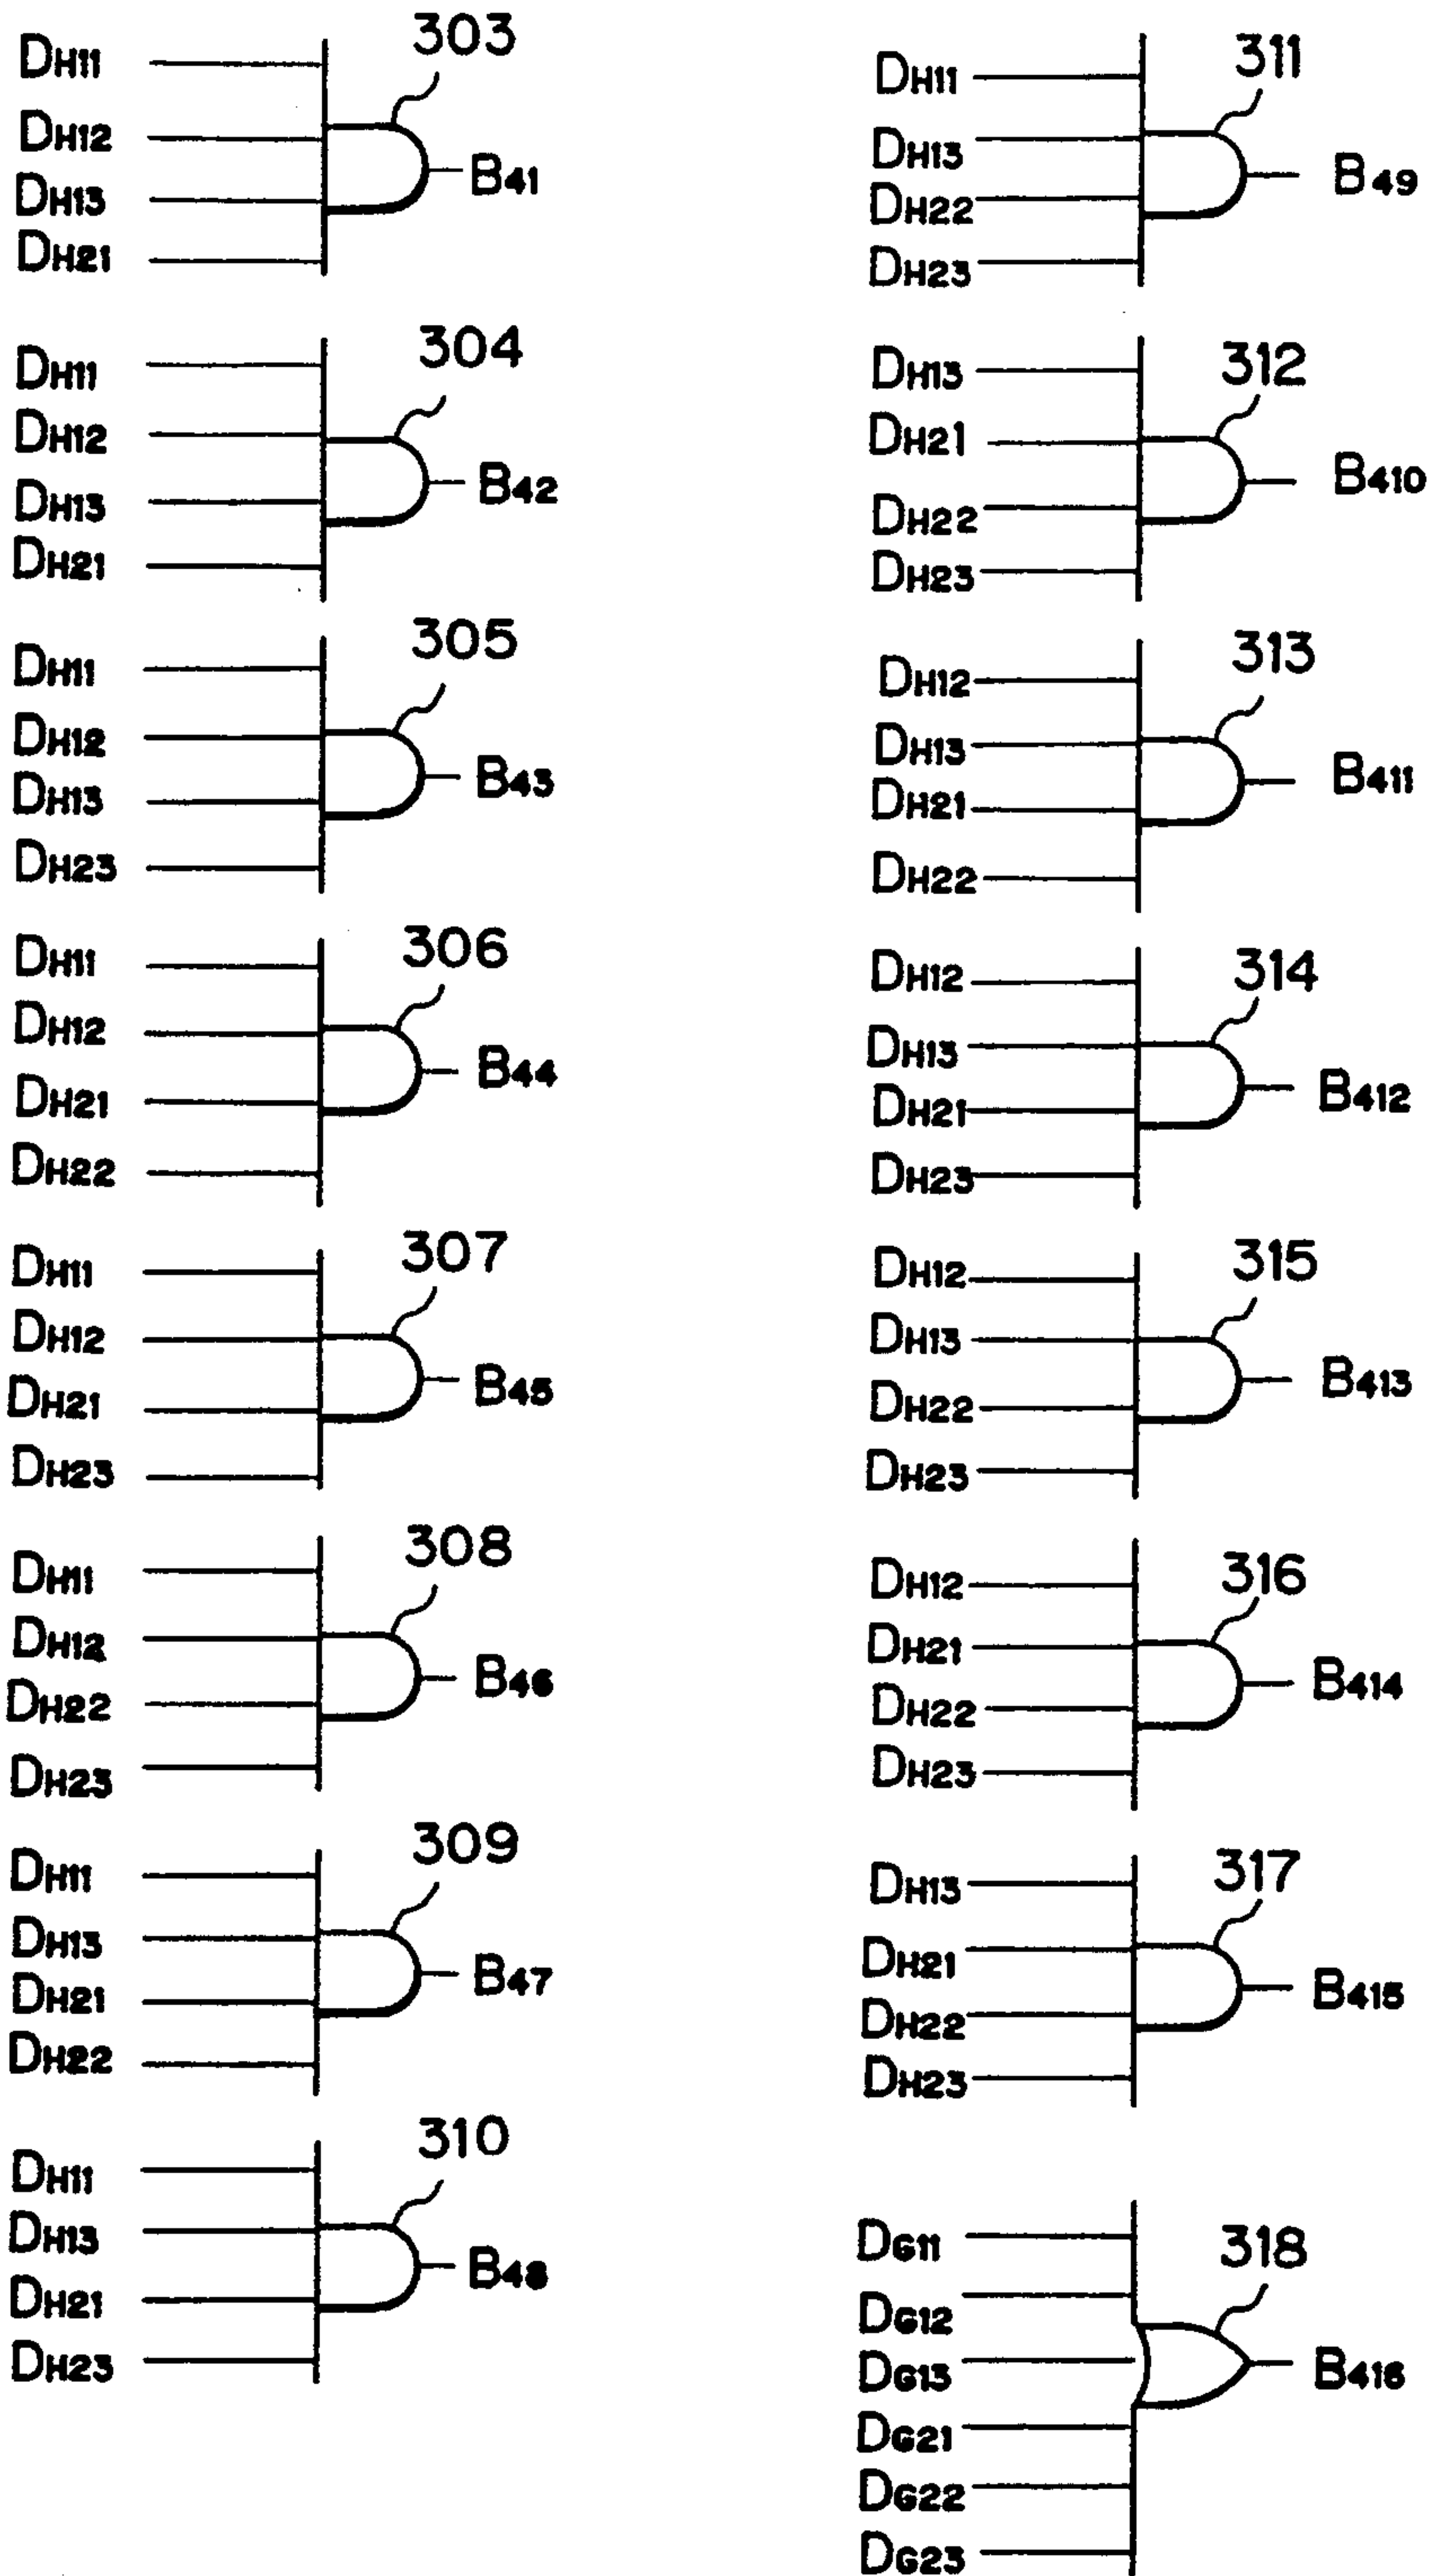 303
DH11
DH12
DH13
DH21
B41
304
DH11
DH12
DH13
DH21
B42
305
DH11
DH12
DH13
DH23
B43
306
DH11
DH12
DH21
DH22
B44
307
DH11
DH12
DH21
DH23
B45
308
DH11
DH12
DH22
DH23
B46
309
DH11
DH13
DH21
DH22
B47
310
DH11
DH13
DH21
DH23
B48
311
DH11
DH13
DH22
DH23
B49
312
DH13
DH21
DH22
DH23
B410
313
DH12
DH13
DH21
DH22
B411
314
DH12
DH13
DH21
DH23
B412
315
DH12
DH13
DH22
DH23
B413
316
DH12
DH21
DH22
DH23
B414
317
DH13
DH21
DH22
DH23
B415
318
DG11
DG12
DG13
DG21
DG22
DG23
B416